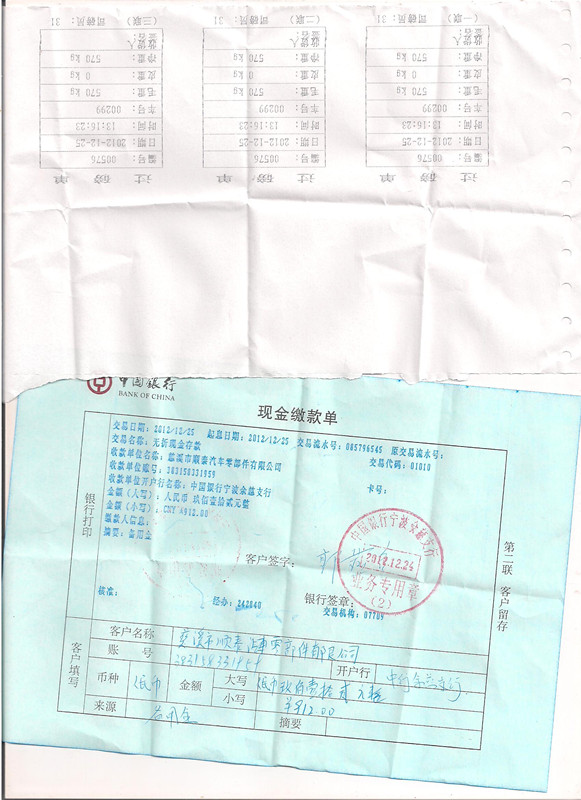 过磅单
编号: 00576
日期: 2012-12-25
时间: 13:16:23
车号: 00299
毛重: 570 kg
皮重: 0 kg
净重: 570 kg
收货人
签名:
(一联) 司磅员: 31
过磅单
编号: 00576
日期: 2012-12-25
时间: 13:16:23
车号: 00299
毛重: 570 kg
皮重: 0 kg
净重: 570 kg
收货人
签名:
(二联) 司磅员: 31
过磅单
编号: 00576
日期: 2012-12-25
时间: 13:16:23
车号: 00299
毛重: 570 kg
皮重: 0 kg
净重: 570 kg
收货人
签名:
(三联) 司磅员: 31
中国银行
BANK OF CHINA
现金缴款单
交易日期: 2012/12/25 起息日期: 2012/12/25 交易流水号: 085796545 原交易流水号:
交易名称: 无折现金存款 交易代码: 01010
收款单位名称: 慈溪市顺泰汽车零部件有限公司
收款单位账号: 383158331959 卡号:
收款单位开户行名称: 中国银行宁波余慈支行
金额(大写): 人民币 玖佰壹拾贰元整
金额(小写): CNY 912.00
缴款人信息:
摘要: 备用金
银行打印
第二联 客户留存
客户签字:
中国银行宁波余慈支行
2012.12.25
业务专用章
(2)
核准: 经办: 242040 银行签章:
交易机构: 07709
客户填写
客户名称 慈溪市顺泰汽车零部件有限公司
账号 383158331959 开户行 中行余慈支行
币种 纸币 金额 大写 纸币玖佰壹拾贰元整
小写 ¥912.00
来源 备用金 摘要